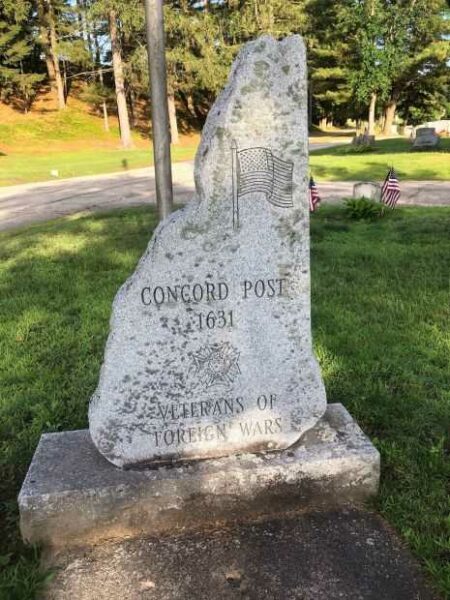 CONCORD POST
1631
VETERANS OF
FOREIGN WARS